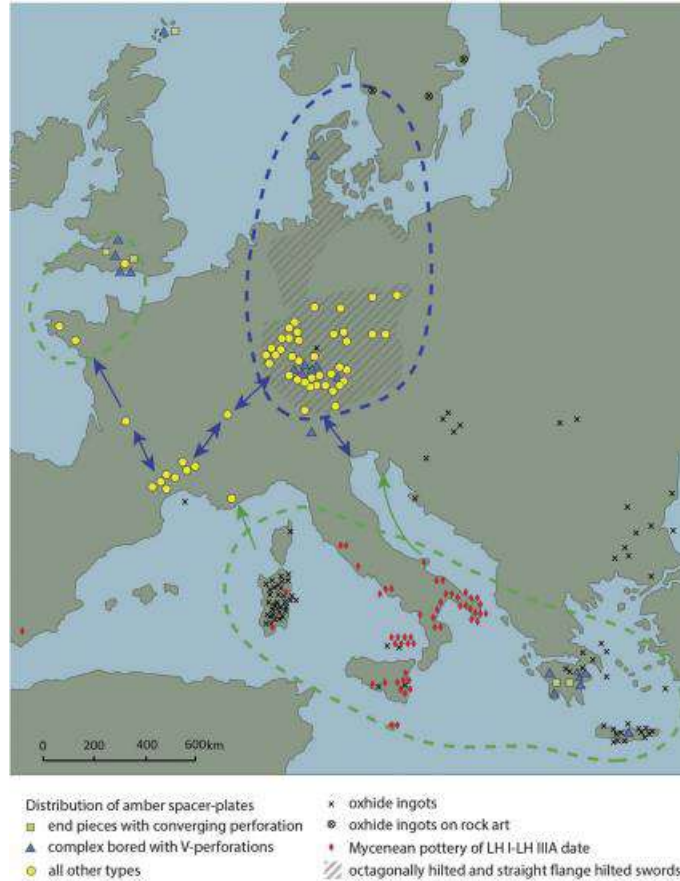 0 200 400 600km
Distribution of amber spacer-plates
end pieces with converging perforation
complex bored with V-perforations
all other types
oxhide ingots
oxhide ingots on rock art
Mycenean pottery of LH I-LH IIIA date
octagonally hilted and straight flange hilted swords